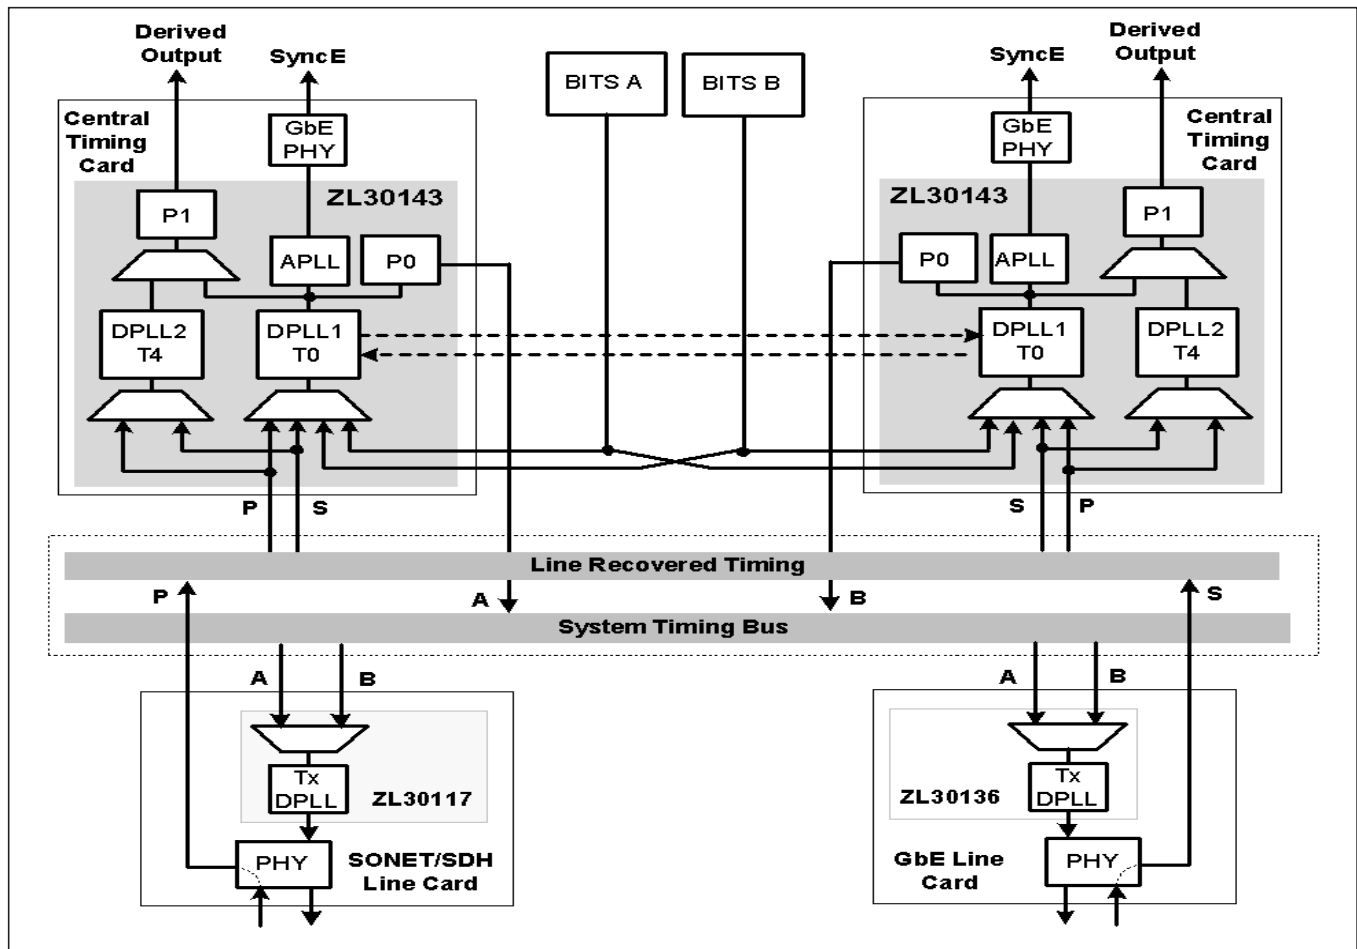 Derived
Output
SyncE
BITS A
BITS B
SyncE
Derived
Output
Central
Timing
Card
GbE
PHY
GbE
PHY
Central
Timing
Card
ZL30143
ZL30143
P1
APLL
P0
P0
APLL
P1
DPLL2
T4
DPLL1
T0
DPLL1
T0
DPLL2
T4
P
S
S
P
Line Recovered Timing
P
A
B
S
System Timing Bus
A
B
A
B
Tx
DPLL
ZL30117
ZL30136
Tx
DPLL
PHY
SONET/SDH
Line Card
GbE Line
Card
PHY